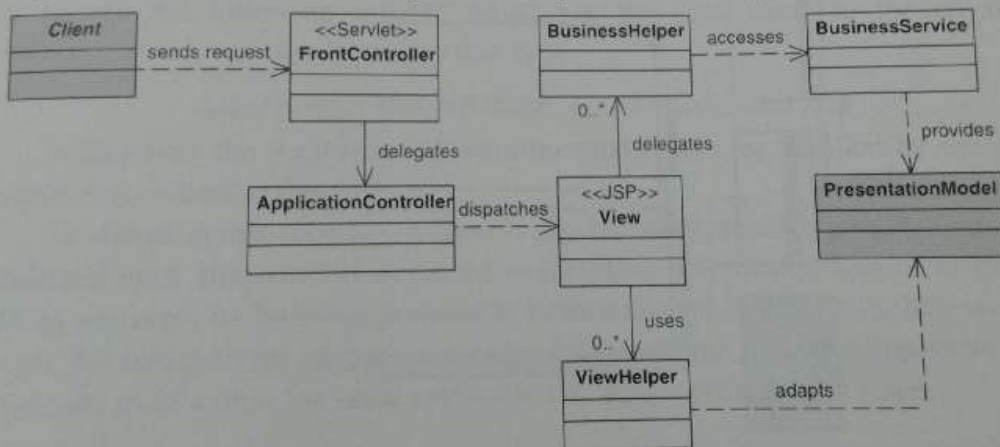 Client
sends request
<<Servlet>>
FrontController
BusinessHelper
accesses
BusinessService
0..*
delegates
delegates
provides
ApplicationController
dispatches
<<JSP>>
View
PresentationModel
uses
0..*
ViewHelper
adapts